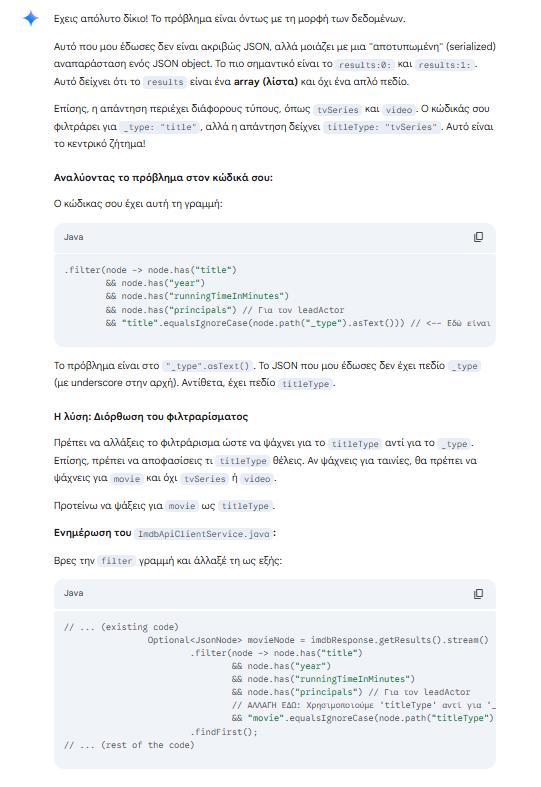 Έχεις απόλυτο δίκιο! Το πρόβλημα είναι όντως με τη μορφή των δεδομένων.
Αυτό που μου έδωσες δεν είναι ακριβώς JSON, αλλά μοιάζει με μια "αποτυπωμένη" (serialized)
αναπαράσταση ενός JSON object. Το πιο σημαντικό είναι το results:0: και results:1:.
Αυτό δείχνει ότι το results είναι ένα array (λίστα) και όχι ένα απλό πεδίο.
Επίσης, η απάντηση περιέχει διάφορους τύπους, όπως tvSeries και video. Ο κώδικάς σου
φιλτράρει για _type: "title", αλλά η απάντηση δείχνει titleType: "tvSeries". Αυτό είναι
το κεντρικό ζήτημα!
Αναλύοντας το πρόβλημα στον κώδικά σου:
Ο κώδικας σου έχει αυτή τη γραμμή:
Java
.filter(node -> node.has("title")
&& node.has("year")
&& node.has("runningTimeInMinutes")
&& node.has("principals") // Για τον leadActor
&& "title".equalsIgnoreCase(node.path("_type").asText())) // <-- Εδώ είναι
Το πρόβλημα είναι στο "_type".asText(). Το JSON που μου έδωσες δεν έχει πεδίο _type
(με underscore στην αρχή). Αντίθετα, έχει πεδίο titleType.
Η λύση: Διόρθωση του φιλτραρίσματος
Πρέπει να αλλάξεις το φιλτράρισμα ώστε να ψάχνει για το titleType αντί για το _type.
Επίσης, πρέπει να αποφασίσεις τι titleType θέλεις. Αν ψάχνεις για ταινίες, θα πρέπει να
ψάχνεις για movie και όχι tvSeries ή video.
Προτείνω να ψάξεις για movie ως titleType.
Ενημέρωση του ImdbApiClientService.java:
Βρες την filter γραμμή και άλλαξέ τη ως εξής:
Java
// ... (existing code)
Optional<JsonNode> movieNode = imdbResponse.getResults().stream()
.filter(node -> node.has("title")
&& node.has("year")
&& node.has("runningTimeInMinutes")
&& node.has("principals") // Για τον leadActor
// ΑΛΛΑΓΗ ΕΔΩ: Χρησιμοποιούμε 'titleType' αντί για '_
&& "movie".equalsIgnoreCase(node.path("titleType")
.findFirst();
// ... (rest of the code)